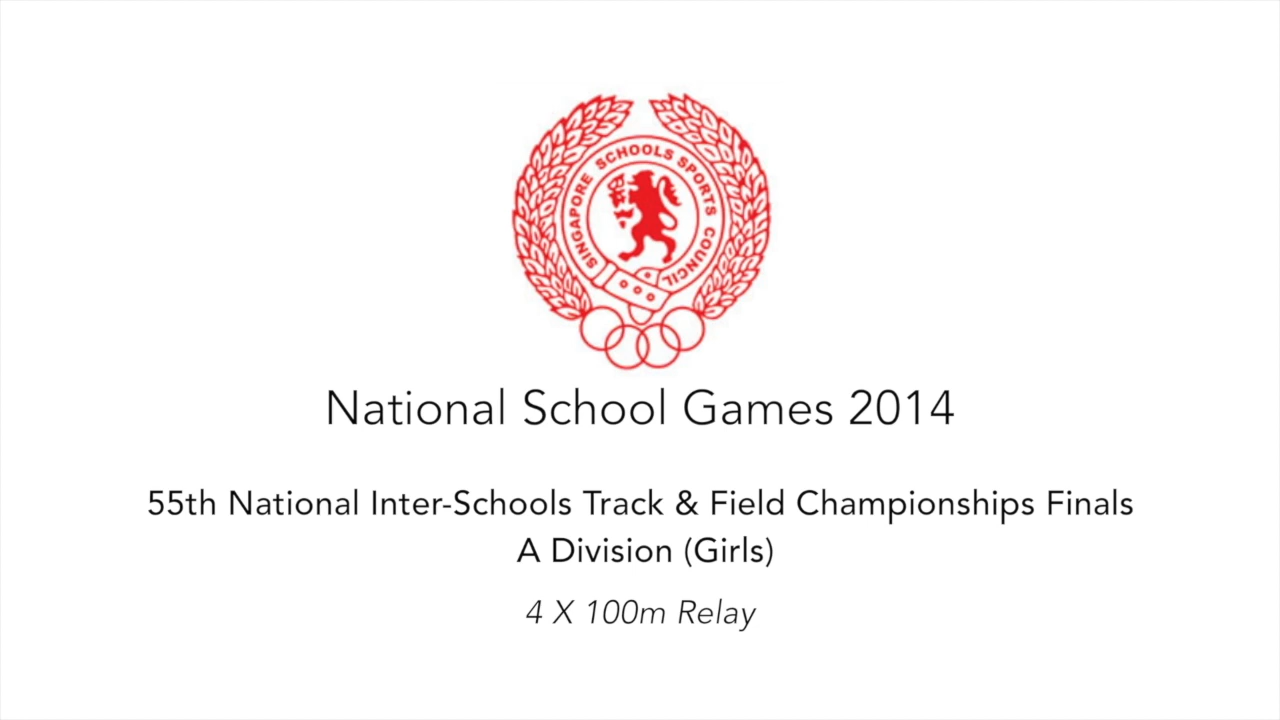 SINGAPORE SCHOOLS SPORTS COUNCIL
National School Games 2014
55th National Inter-Schools Track & Field Championships Finals
A Division (Girls)
4 X 100m Relay